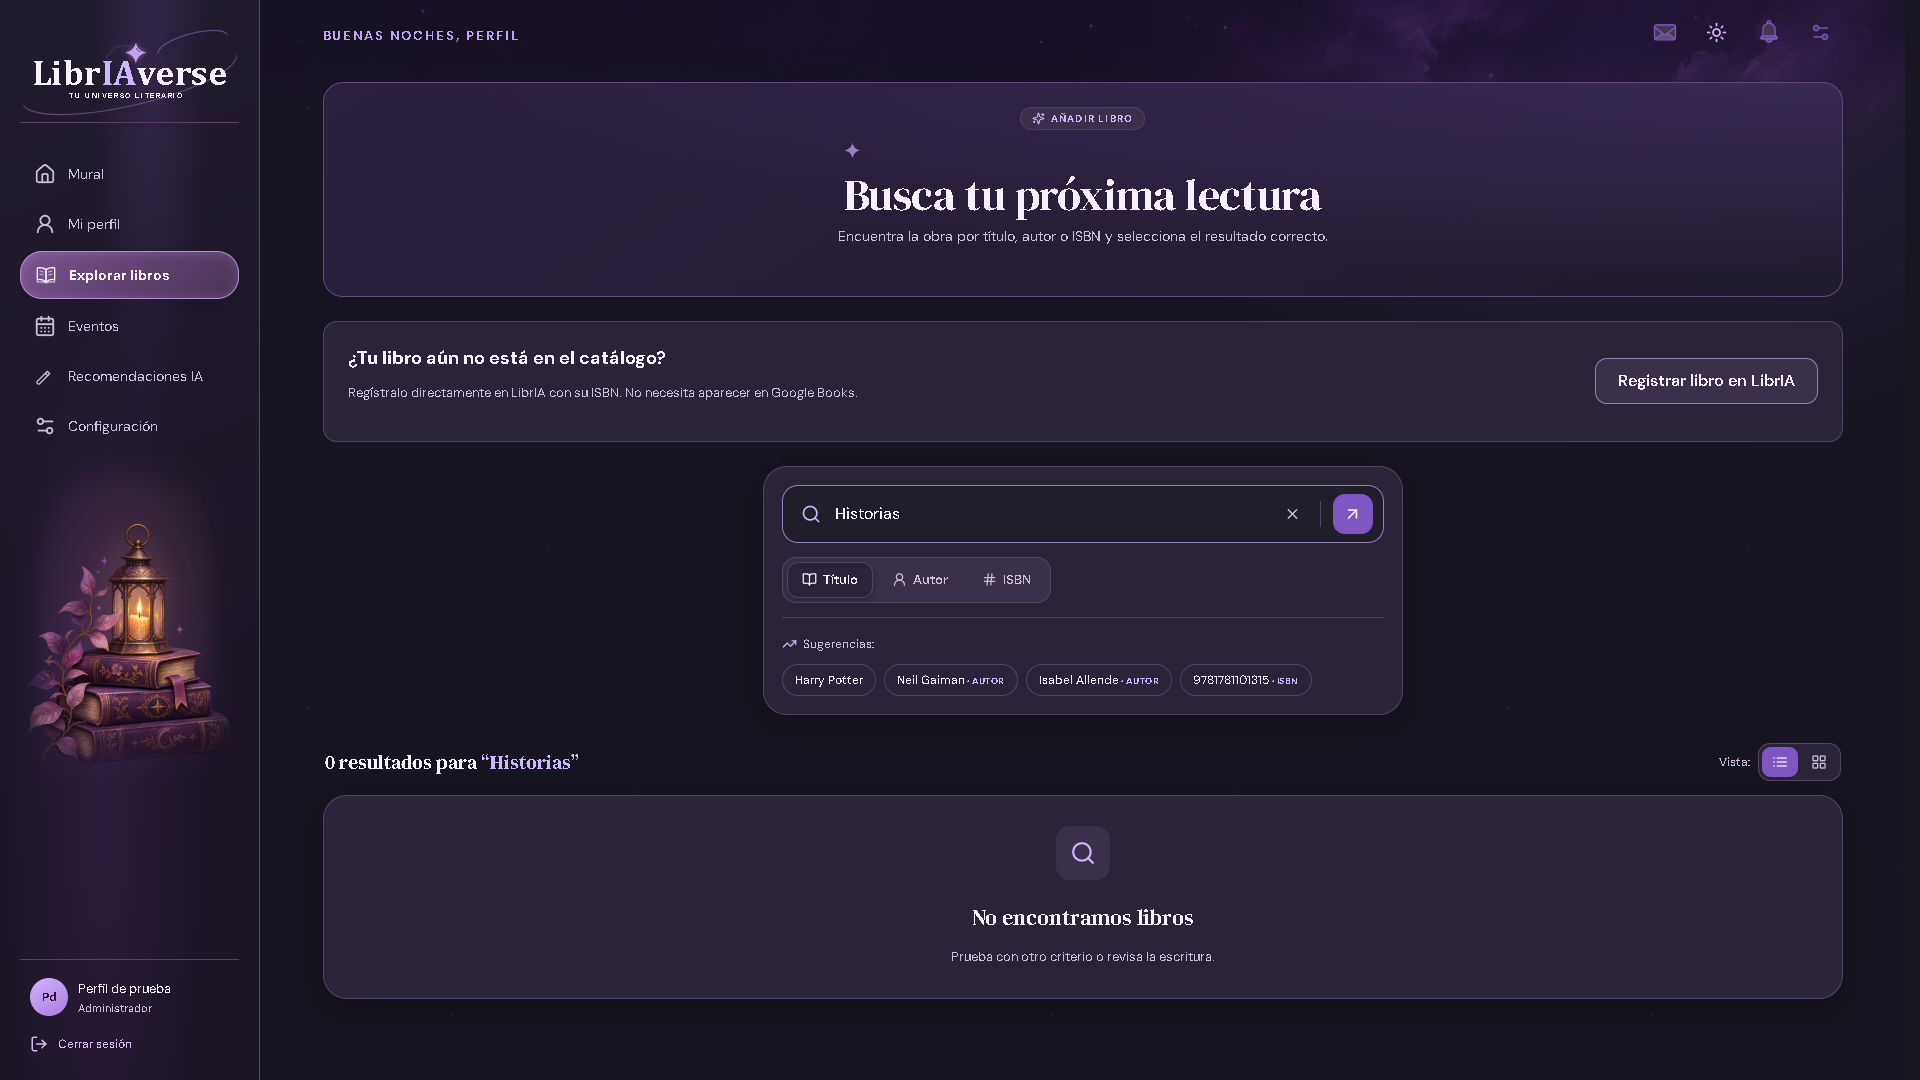 LibrIAverse
TU UNIVERSO LITERARIO
Mural
Mi perfil
Explorar libros
Eventos
Recomendaciones IA
Configuración
Pd
Perfil de prueba
Administrador
Cerrar sesión
BUENAS NOCHES, PERFIL
AÑADIR LIBRO
Busca tu próxima lectura
Encuentra la obra por título, autor o ISBN y selecciona el resultado correcto.
¿Tu libro aún no está en el catálogo?
Regístralo directamente en LibrIA con su ISBN. No necesita aparecer en Google Books.
Registrar libro en LibrIA
Historias
Título Autor ISBN
Sugerencias:
Harry Potter Neil Gaiman · AUTOR Isabel Allende · AUTOR 9781781101315 · ISBN
0 resultados para “Historias”
Vista:
No encontramos libros
Prueba con otro criterio o revisa la escritura.